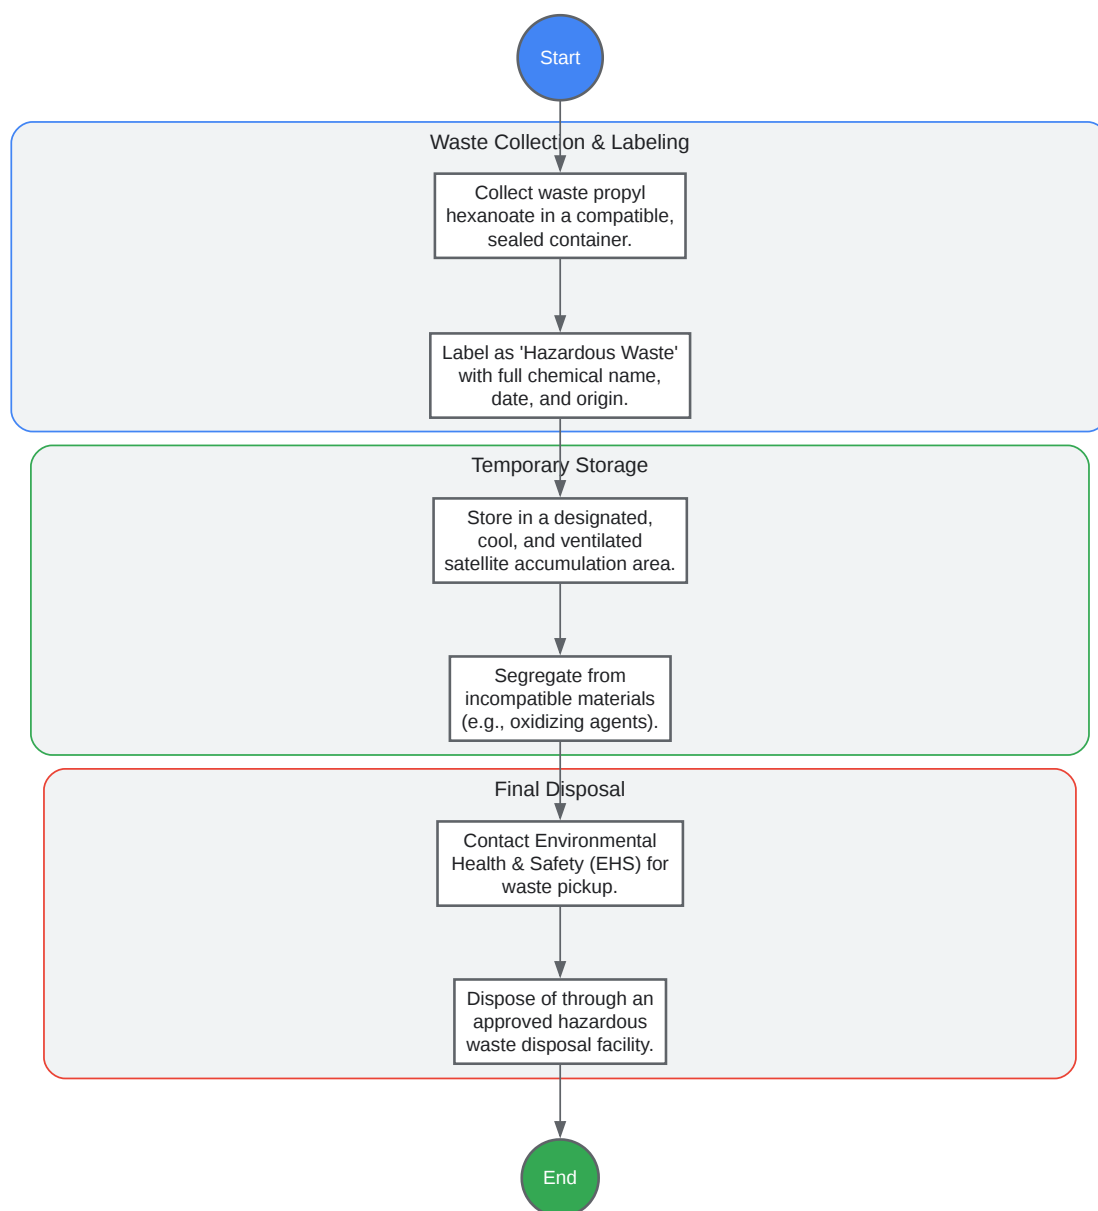 Start
Waste Collection & Labeling
Collect waste propyl
hexanoate in a compatible,
sealed container.
Label as 'Hazardous Waste'
with full chemical name,
date, and origin.
Temporary Storage
Store in a designated,
cool, and ventilated
satellite accumulation area.
Segregate from
incompatible materials
(e.g., oxidizing agents).
Final Disposal
Contact Environmental
Health & Safety (EHS) for
waste pickup.
Dispose of through an
approved hazardous
waste disposal facility.
End